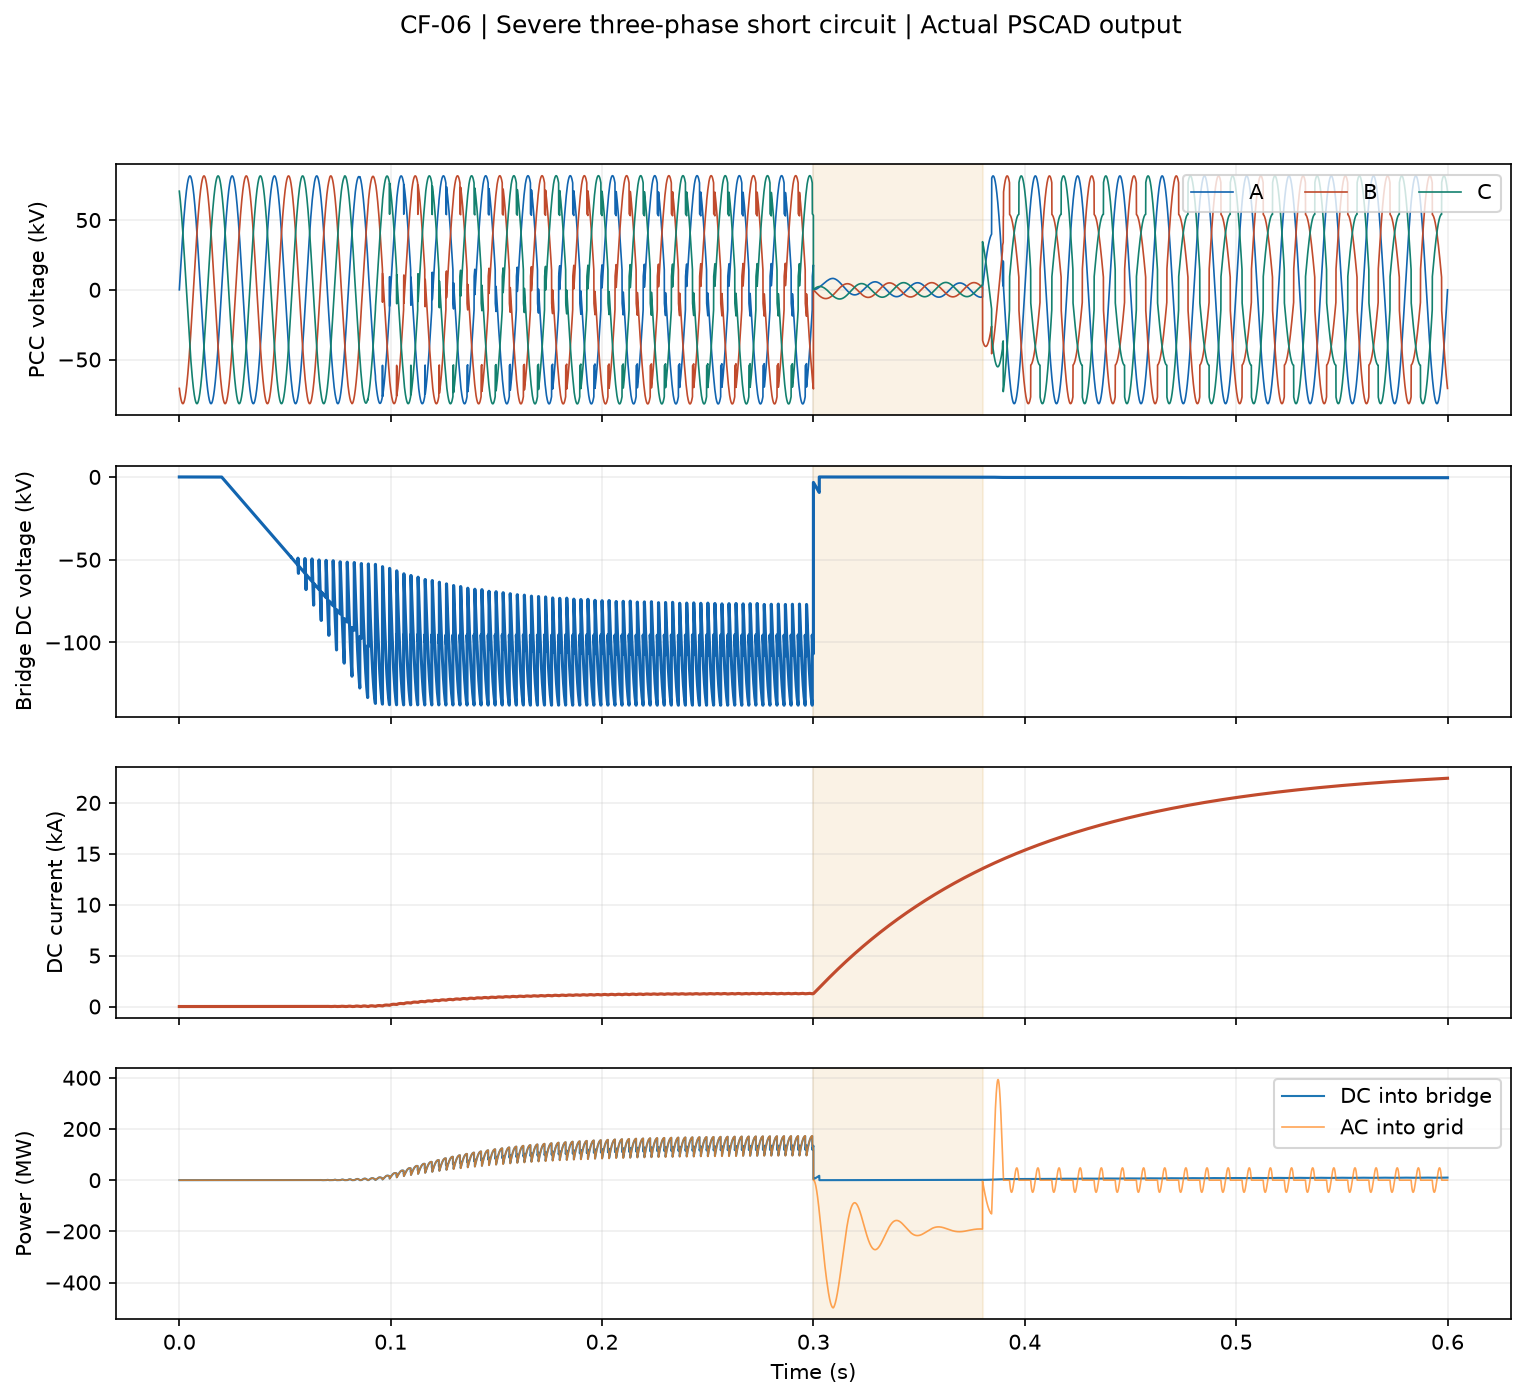 CF-06 | Severe three-phase short circuit | Actual PSCAD output
PCC voltage (kV)
50
0
−50
A B C
Bridge DC voltage (kV)
0
−50
−100
DC current (kA)
20
15
10
5
0
Power (MW)
400
200
0
−200
−400
DC into bridge
AC into grid
0.0 0.1 0.2 0.3 0.4 0.5 0.6
Time (s)